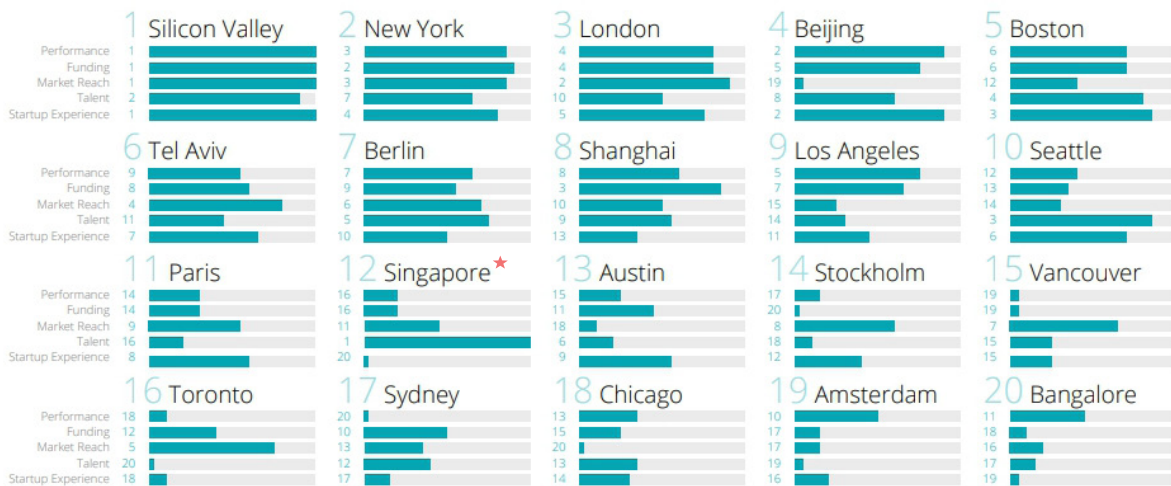 1 Silicon Valley 2 New York 3 London 4 Beijing 5 Boston
Performance 1 3 4 2 6
Funding 1 2 4 5 6
Market Reach 1 3 2 19 12
Talent 2 7 10 8 4
Startup Experience 1 4 5 2 3
6 Tel Aviv 7 Berlin 8 Shanghai 9 Los Angeles 10 Seattle
Performance 9 7 8 5 12
Funding 8 9 3 7 13
Market Reach 4 6 10 15 14
Talent 11 5 9 14 3
Startup Experience 7 10 13 11 6
11 Paris 12 Singapore 13 Austin 14 Stockholm 15 Vancouver
Performance 14 16 15 17 19
Funding 14 16 11 20 19
Market Reach 9 11 18 8 7
Talent 16 1 6 18 15
Startup Experience 8 20 9 12 15
16 Toronto 17 Sydney 18 Chicago 19 Amsterdam 20 Bangalore
Performance 18 20 13 10 11
Funding 12 10 15 17 18
Market Reach 5 13 20 17 16
Talent 20 12 13 19 17
Startup Experience 18 17 14 16 19